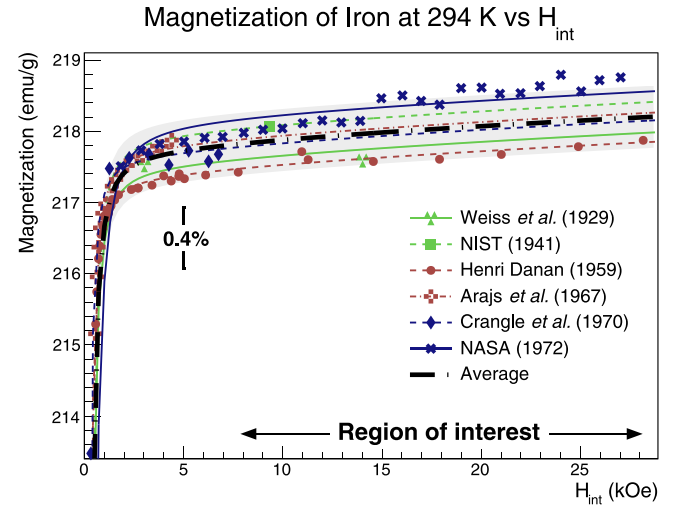 Magnetization of Iron at 294 K vs H_int
Magnetization (emu/g)
219
218
217
216
215
214
0.4%
Weiss et al. (1929)
NIST (1941)
Henri Danan (1959)
Arajs et al. (1967)
Crangle et al. (1970)
NASA (1972)
Average
Region of interest
0 5 10 15 20 25
H_int (kOe)